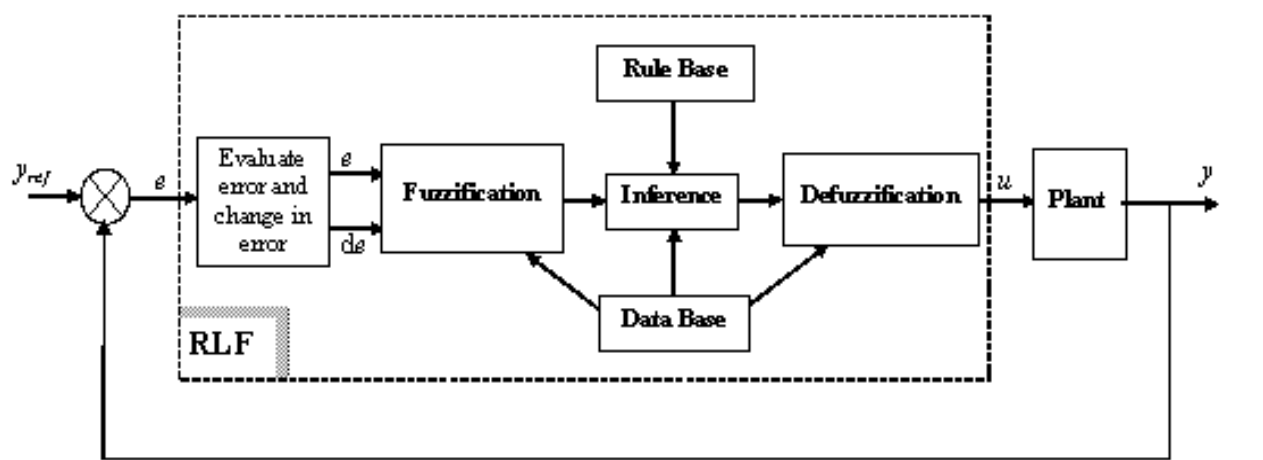 Rule Base
y_ref
e
Evaluate
error and
change in
error
e
de
Fuzzification
Inference
Defuzzification
u
Plant
y
Data Base
RLF